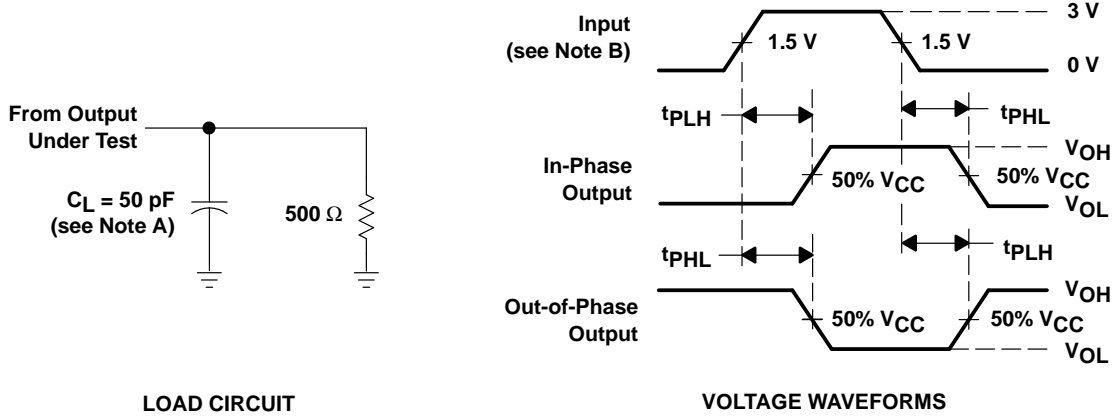 From Output
Under Test
CL = 50 pF
(see Note A)
500 Ω
LOAD CIRCUIT
Input
(see Note B)
1.5 V
1.5 V
3 V
0 V
tPLH
tPHL
In-Phase
Output
50% VCC
VOH
50% VCC
VOL
tPHL
tPLH
Out-of-Phase
Output
50% VCC
VOH
50% VCC
VOL
VOLTAGE WAVEFORMS